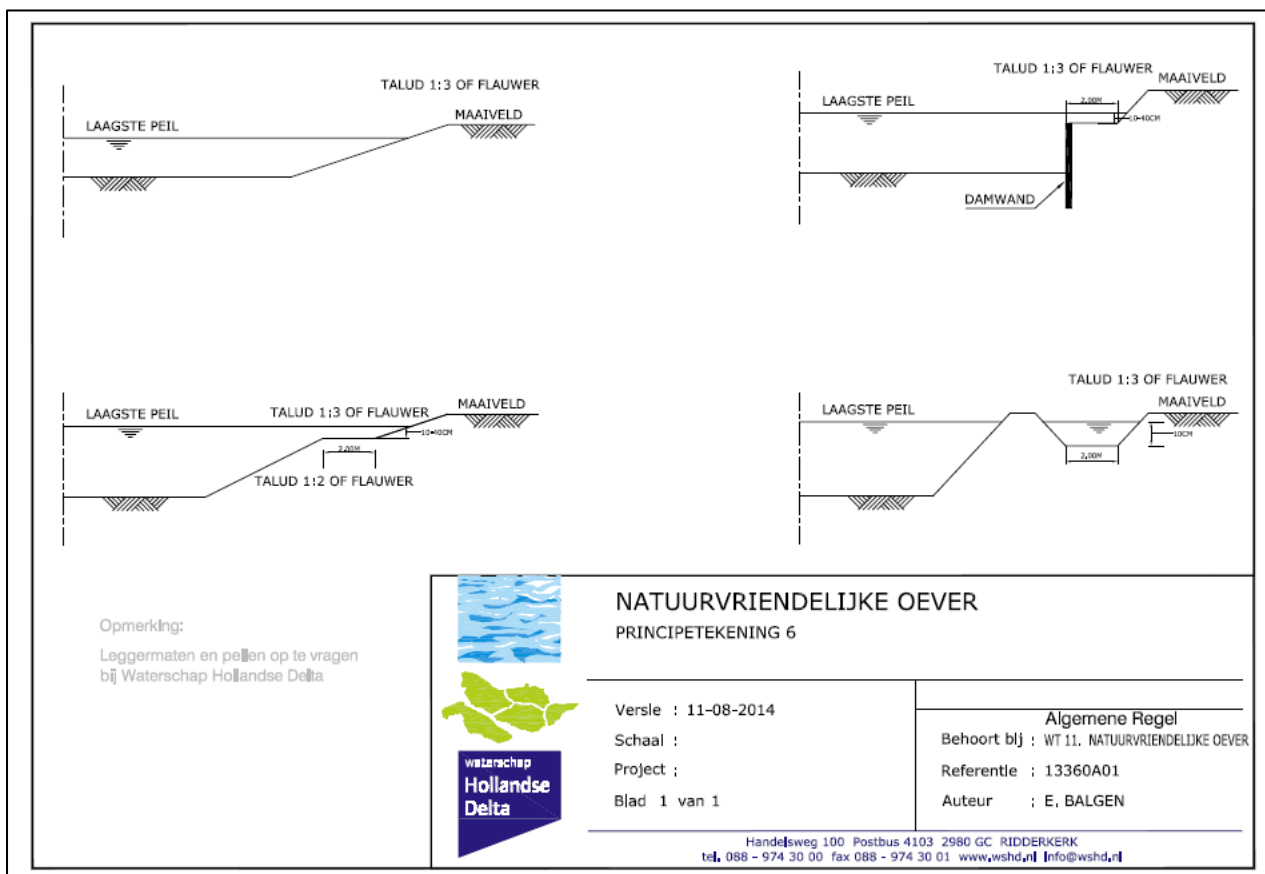 TALUD 1:3 OF FLAUWER
MAAIVELD
LAAGSTE PEIL
TALUD 1:3 OF FLAUWER
MAAIVELD
LAAGSTE PEIL
2.00M
10-40CM
DAMWAND
LAAGSTE PEIL
TALUD 1:3 OF FLAUWER
MAAIVELD
10-40CM
2.00M
TALUD 1:2 OF FLAUWER
TALUD 1:3 OF FLAUWER
MAAIVELD
LAAGSTE PEIL
10CM
2.00M
Opmerking:
Leggermaten en peilen op te vragen
bij Waterschap Hollandse Delta
waterschap
Hollandse
Delta
NATUURVRIENDELIJKE OEVER
PRINCIPETEKENING 6
Versie : 11-08-2014
Schaal :
Project :
Blad 1 van 1
Algemene Regel
Behoort bij : WT 11. NATUURVRIENDELIJKE OEVER
Referentie : 13360A01
Auteur : E. BALGEN
Handelsweg 100 Postbus 4103 2980 GC RIDDERKERK
tel. 088 - 974 30 00 fax 088 - 974 30 01 www.wshd.nl info@wshd.nl